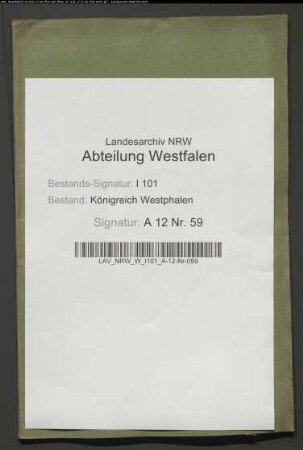 Landesarchiv NRW
Abteilung Westfalen
Bestands-Signatur: I 101
Bestand: Königreich Westphalen
Signatur: A 12 Nr. 59
LAV_NRW_W_I101_A-12-Nr-059